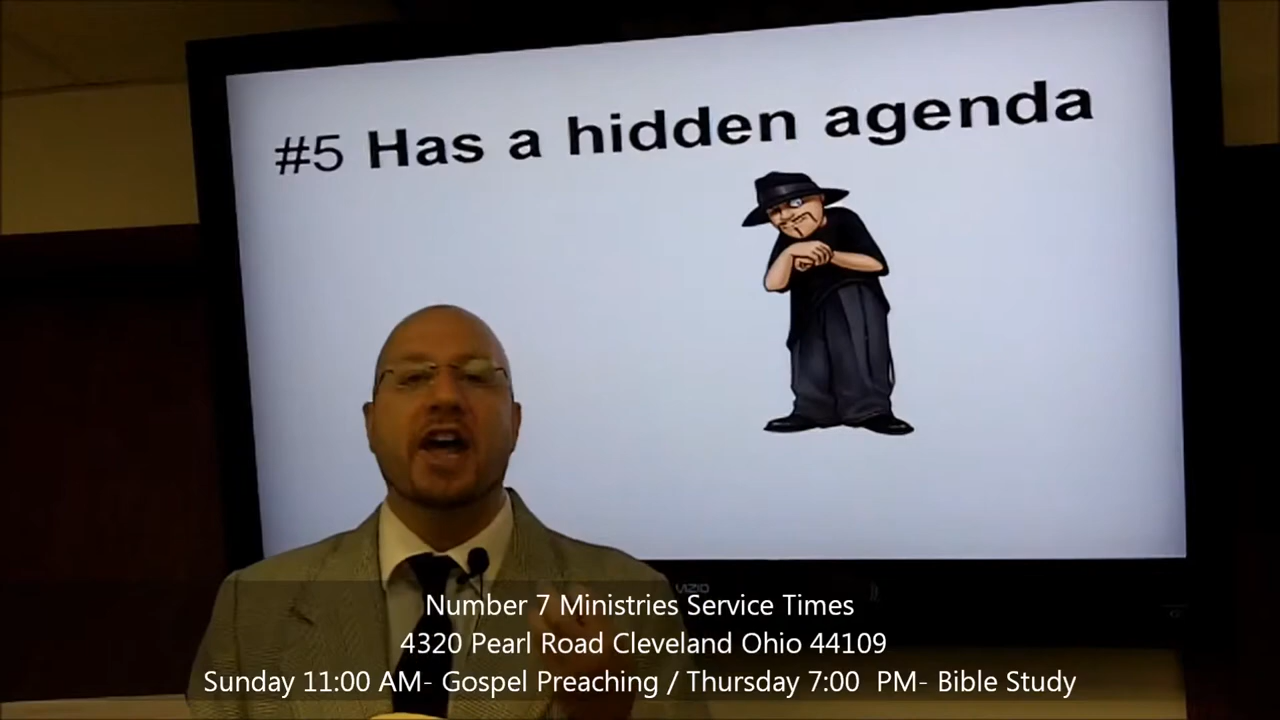 #5 Has a hidden agenda
VIZIO
Number 7 Ministries Service Times
4320 Pearl Road Cleveland Ohio 44109
Sunday 11:00 AM- Gospel Preaching / Thursday 7:00  PM- Bible Study